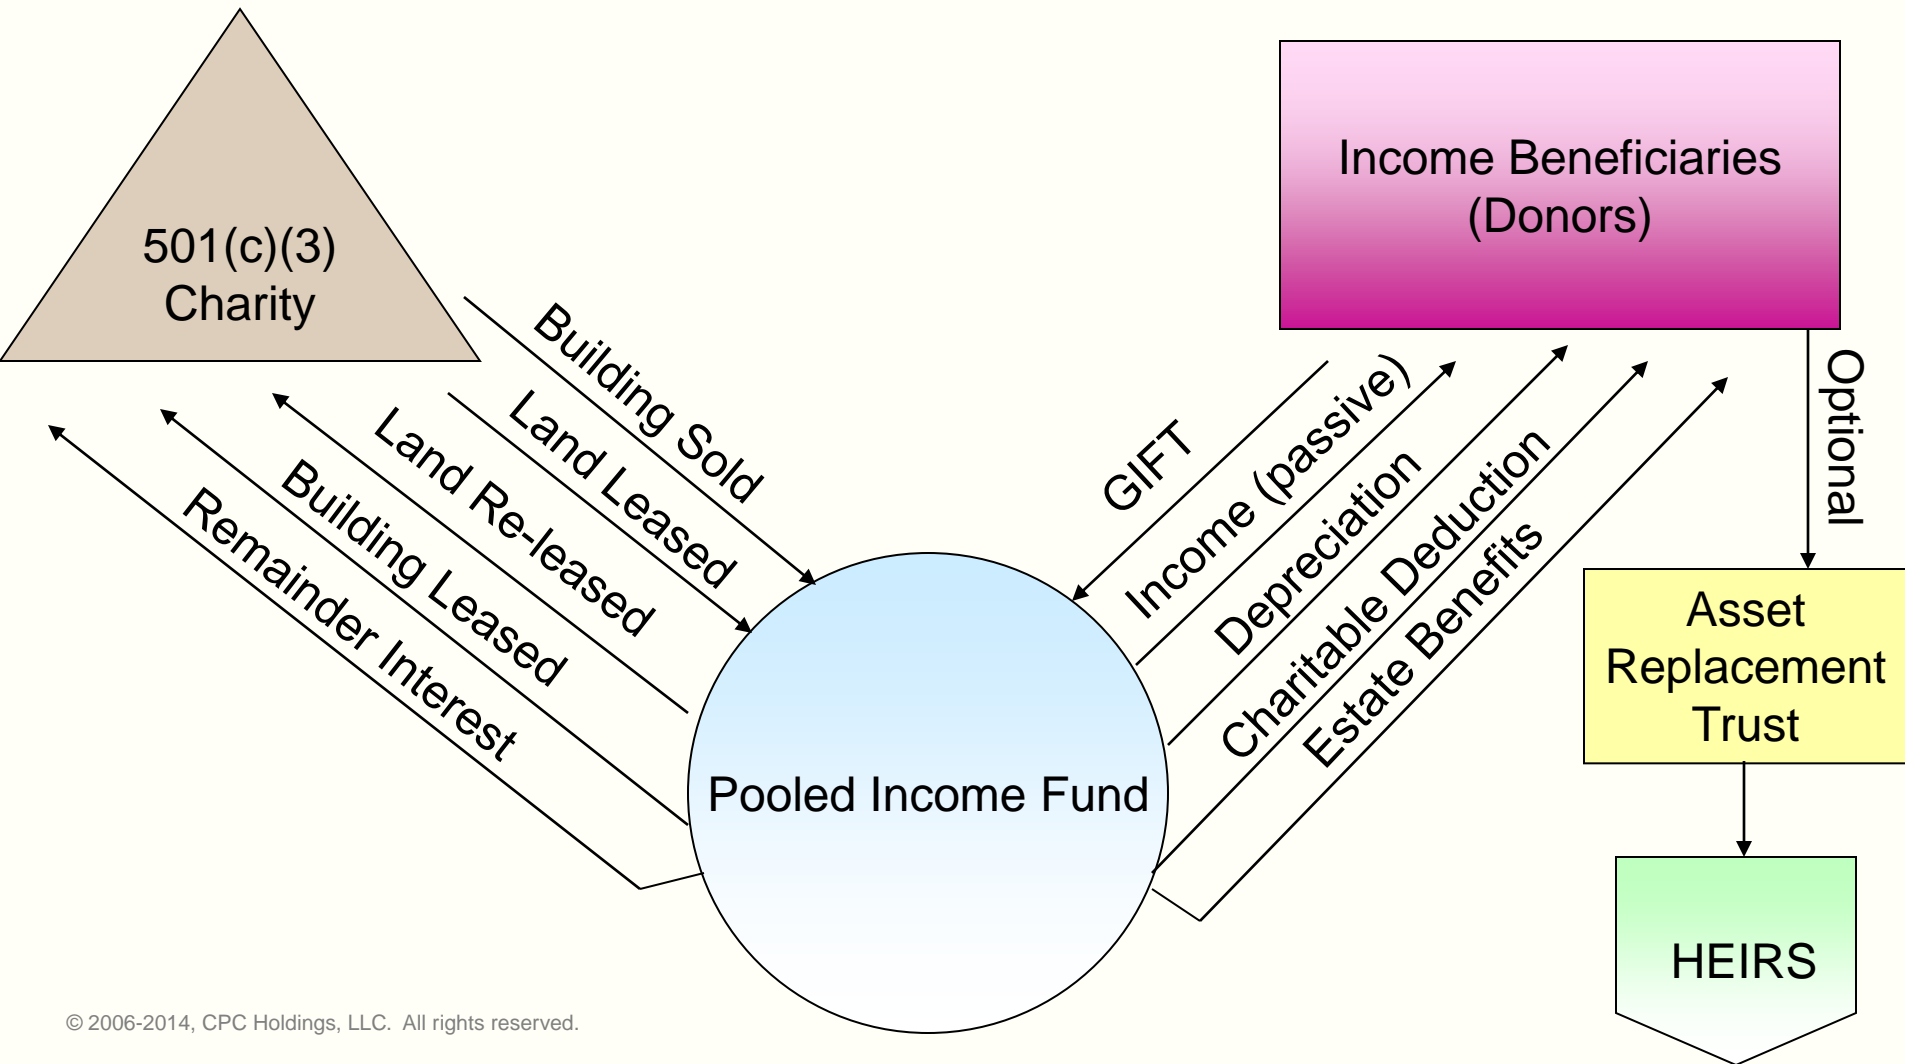 501(c)(3)
Charity
Income Beneficiaries
(Donors)
Building Sold
Land Leased
Land Re-leased
Building Leased
Remainder Interest
GIFT
Income (passive)
Depreciation
Charitable Deduction
Estate Benefits
Optional
Asset
Replacement
Trust
Pooled Income Fund
HEIRS
© 2006-2014, CPC Holdings, LLC.  All rights reserved.